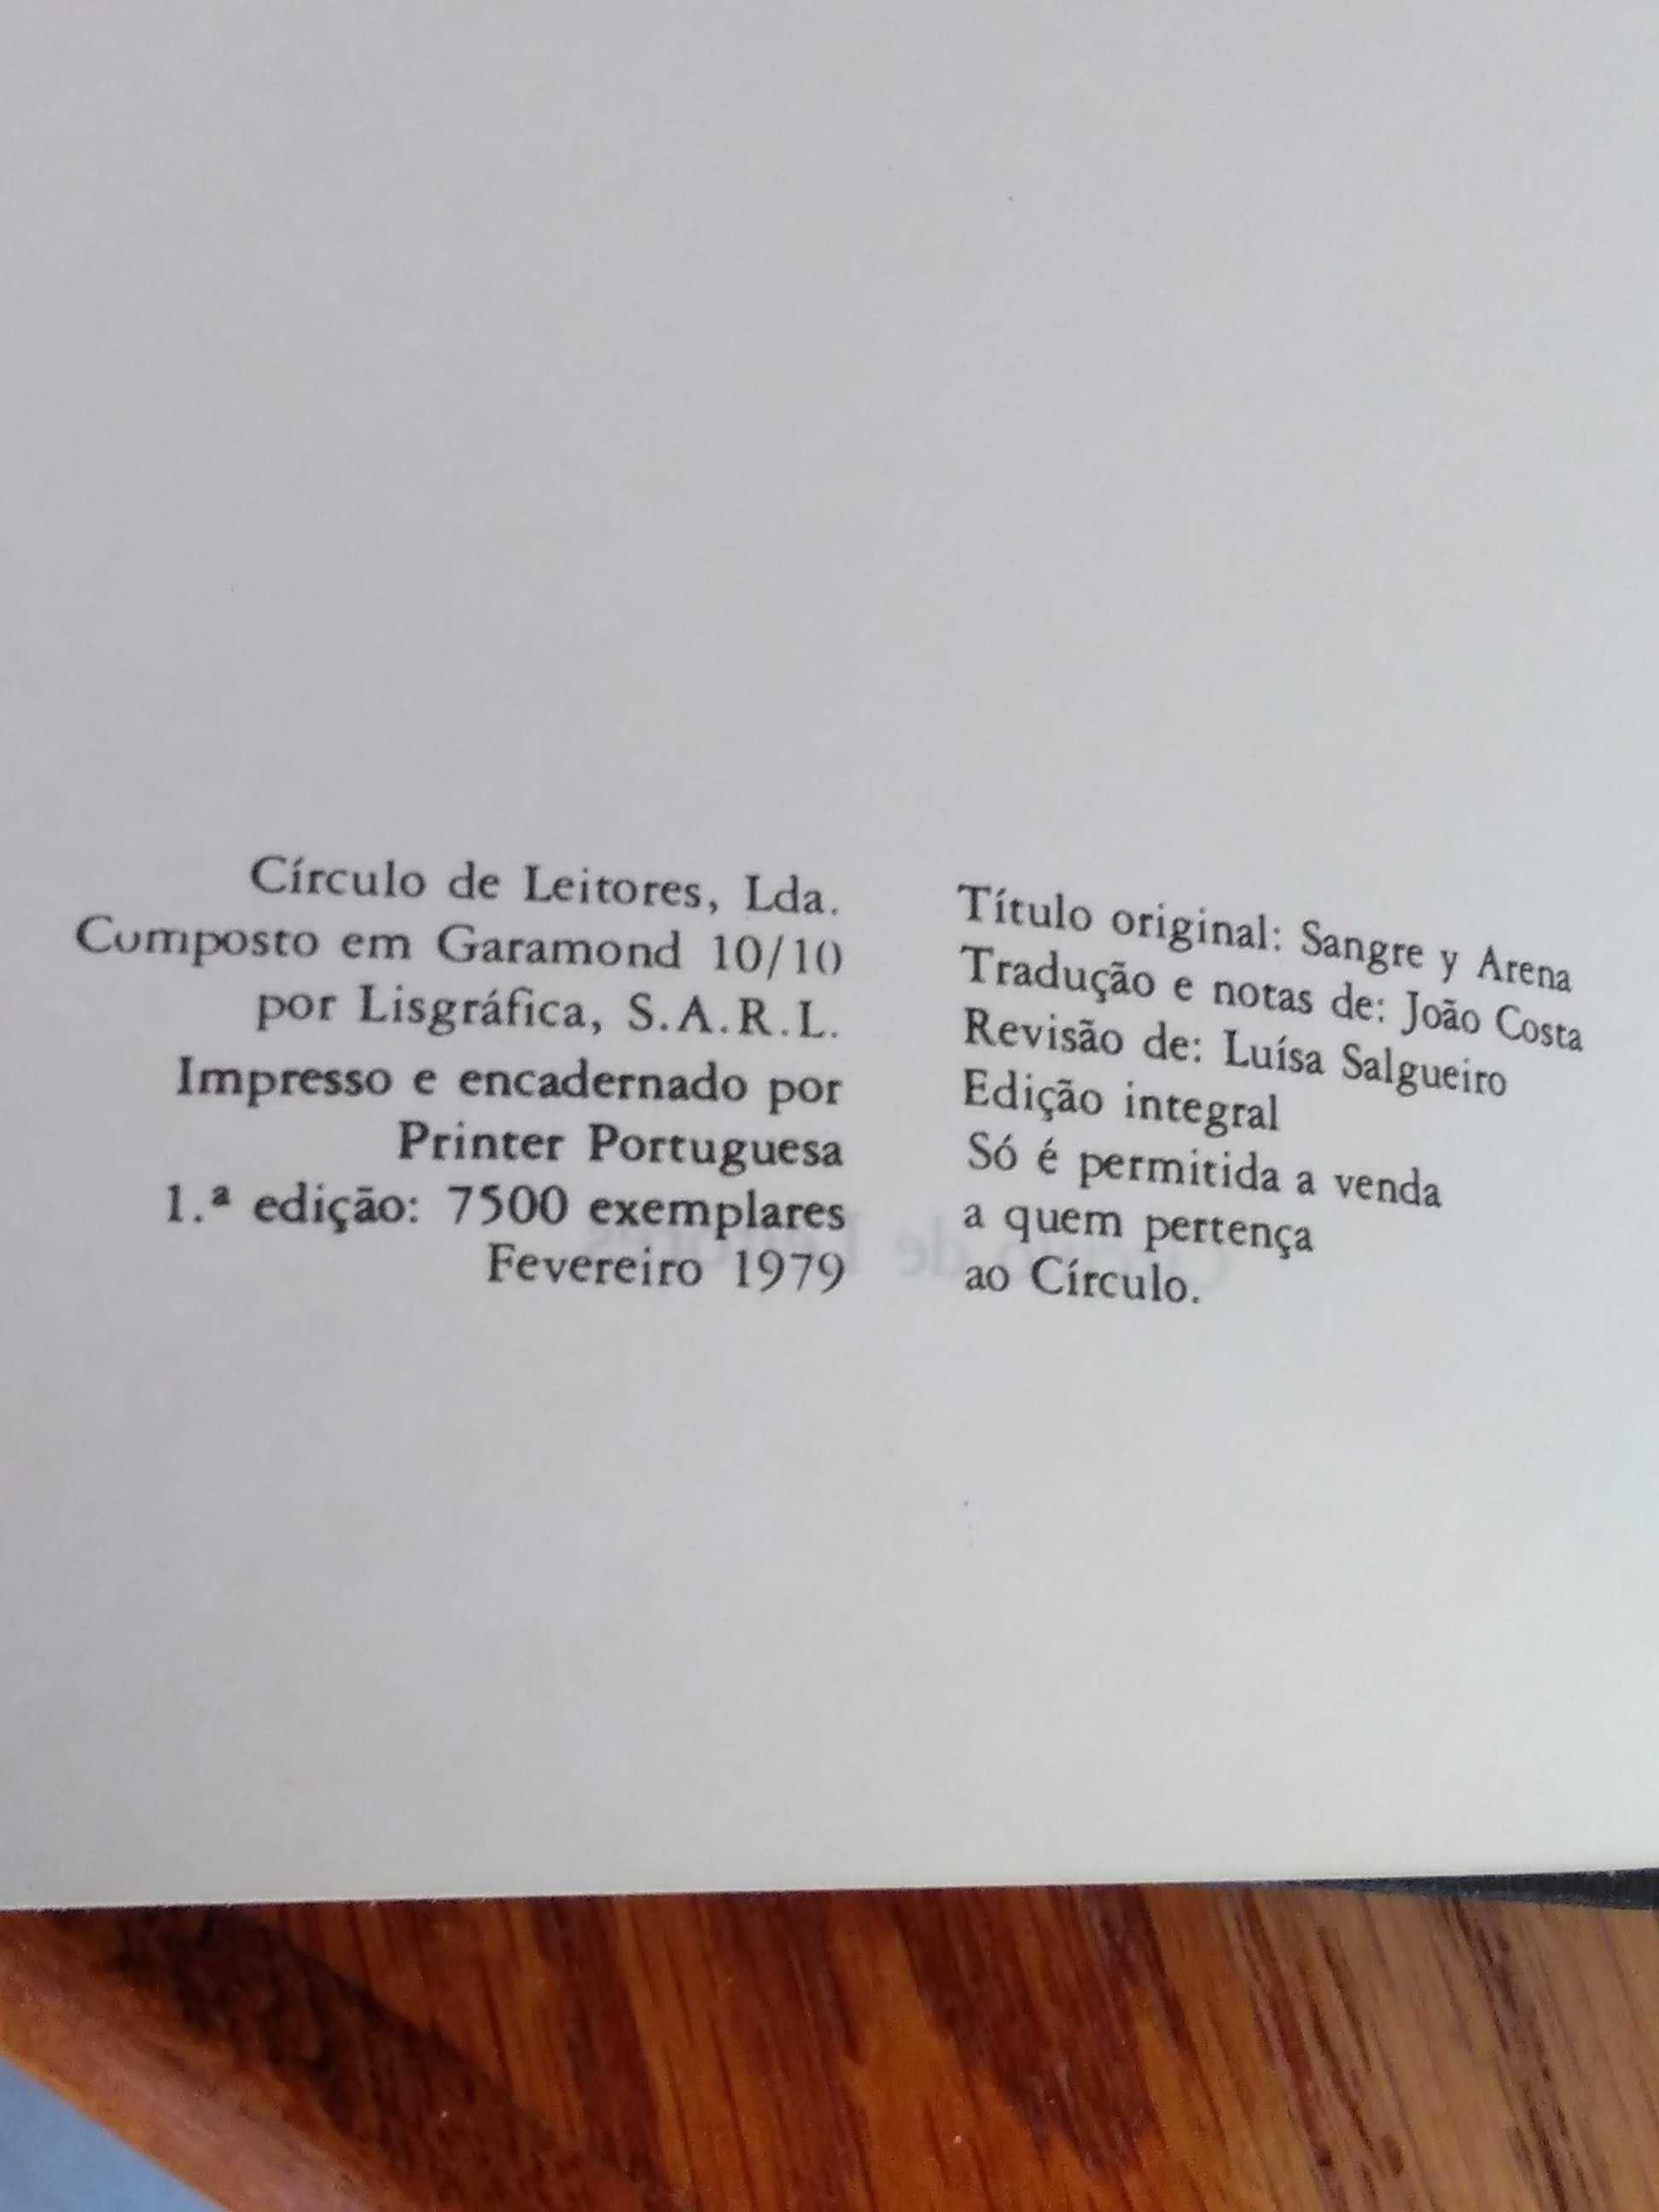 Círculo de Leitores, Lda.
Composto em Garamond 10/10
por Lisgráfica, S.A.R.L.
Impresso e encadernado por
Printer Portuguesa
1.ª edição: 7500 exemplares
Fevereiro 1979
Título original: Sangre y Arena
Tradução e notas de: João Costa
Revisão de: Luísa Salgueiro
Edição integral
Só é permitida a venda
a quem pertença
ao Círculo.